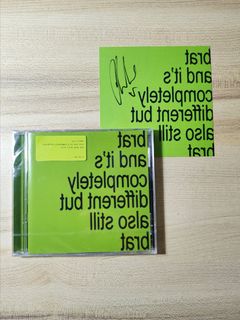 brat
and it's
completely
different but
also still
brat
brat
and it's
completely
different but
also still
brat